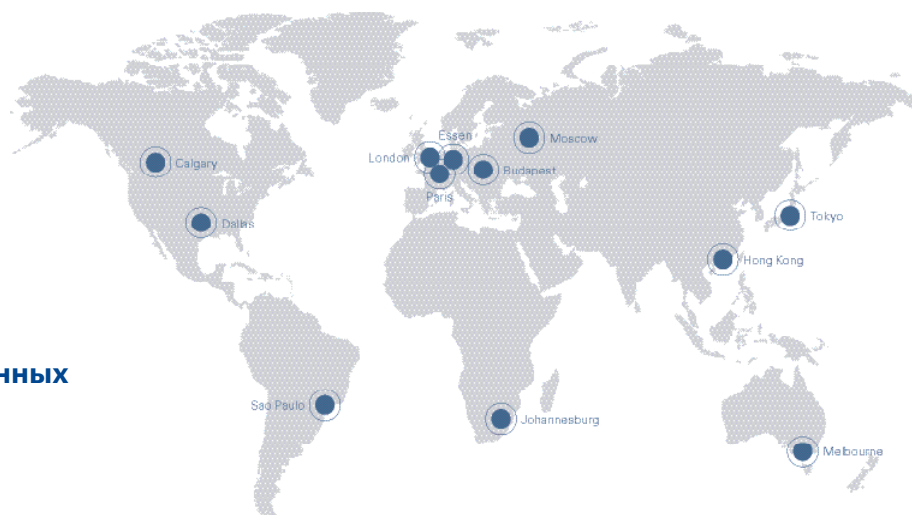 Essen
Moscow
London
Calgary
Budapest
Paris
Tokyo
Dallas
Hong Kong
нных
Sao Paulo
Johannesburg
Melbourne